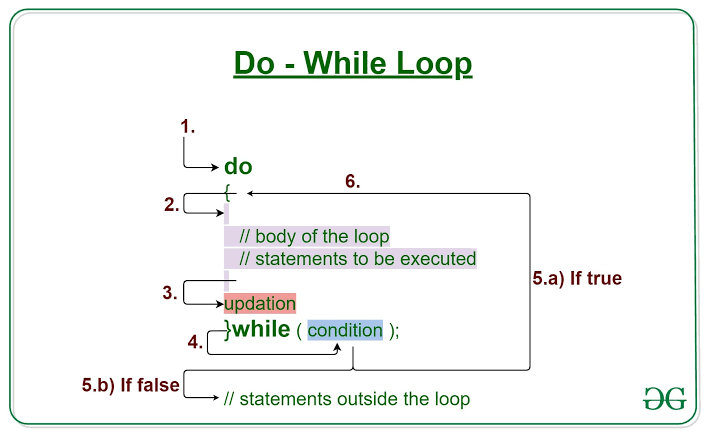 Do - While Loop
1.
do
6.
{
2.
// body of the loop
// statements to be executed
5.a) If true
3.
updation
}while ( condition );
4.
5.b) If false
// statements outside the loop
GG